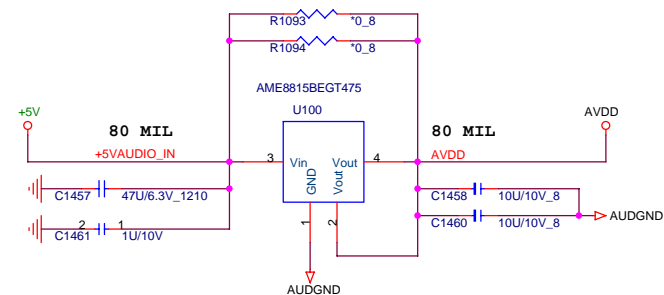 R1093 *0_8
R1094 *0_8
AME8815BEGT475
U100
+5V
80 MIL
80 MIL
AVDD
+5VAUDIO_IN
3
Vin
Vout
4
AVDD
GND
Vout
C1457
47U/6.3V_1210
C1458
10U/10V_8
2
1
C1461
1U/10V
C1460
10U/10V_8
AUDGND
1
2
AUDGND